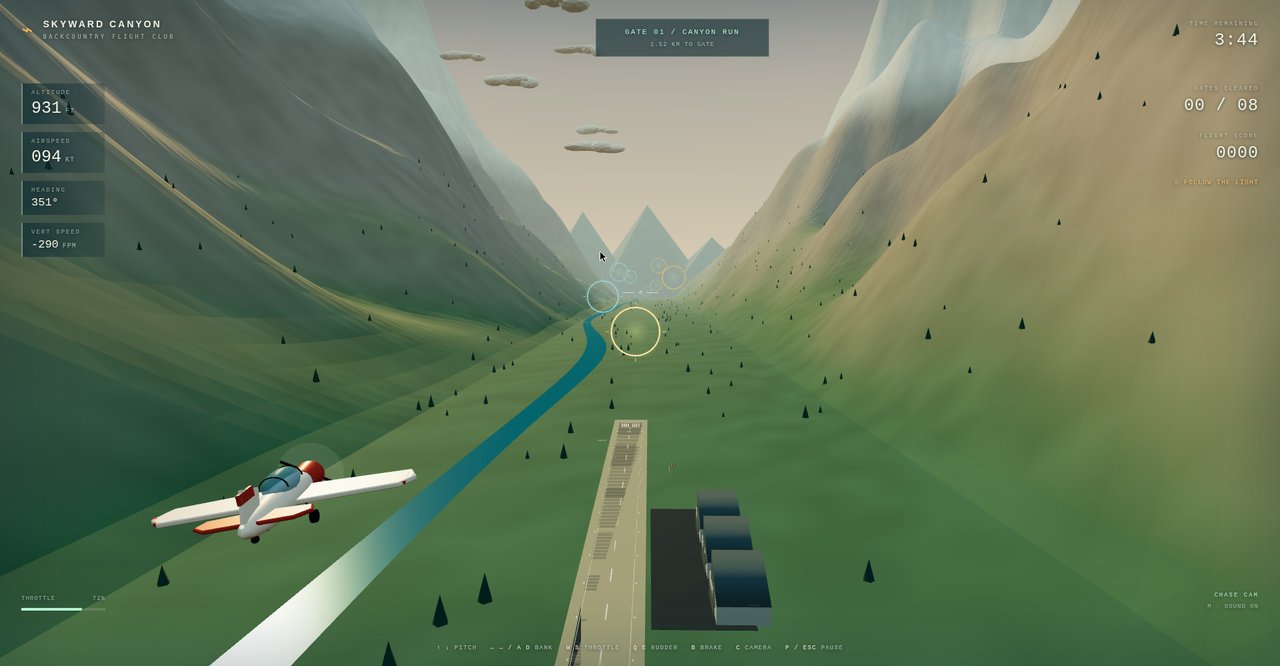 SKYWARD CANYON
BACKCOUNTRY FLIGHT CLUB
GATE 01 / CANYON RUN
1.52 KM TO GATE
TIME REMAINING
3:44
ALTITUDE
931 FT
AIRSPEED
094 KT
HEADING
351°
VERT SPEED
-290 FPM
GATES CLEARED
00 / 08
FLIGHT SCORE
0000
◇ FOLLOW THE LIGHT
THROTTLE 72%
CHASE CAM
M · SOUND ON
↑ ↓ PITCH ← → / A D BANK W S THROTTLE Q E RUDDER B BRAKE C CAMERA P / ESC PAUSE